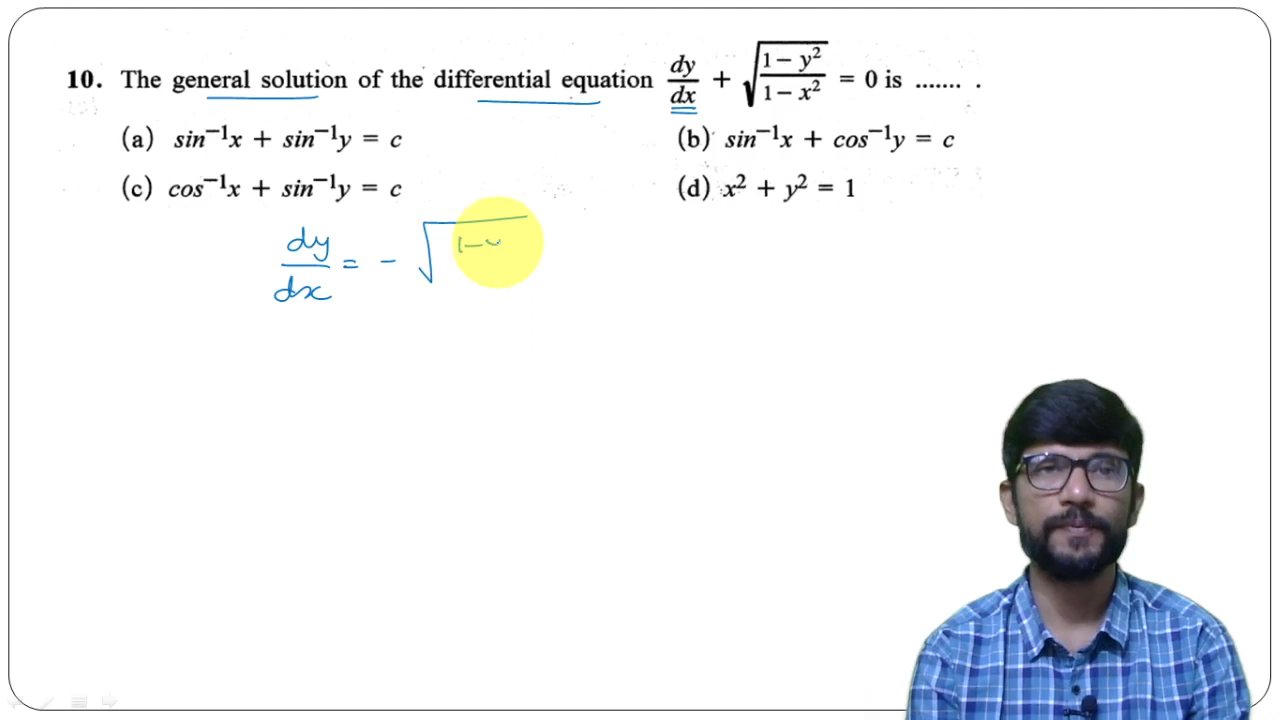 10. The general solution of the differential equation dy/dx + √((1 − y²)/(1 − x²)) = 0 is ....... .
(a) sin⁻¹x + sin⁻¹y = c (b) sin⁻¹x + cos⁻¹y = c
(c) cos⁻¹x + sin⁻¹y = c (d) x² + y² = 1
dy/dx = − √ 1−